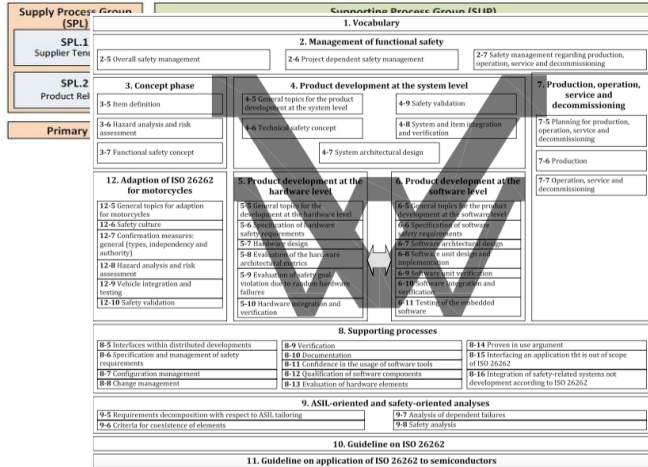 Supply Process Group
(SPL)
Supporting Process Group (SUP)
SPL.1
Supplier Tend
SPL.2
Product Rel
Primary
1. Vocabulary
2. Management of functional safety
2-5 Overall safety management
2-6 Project dependent safety management
2-7 Safety management regarding production,
operation, service and decommissioning
3. Concept phase
3-5 Item definition
3-6 Hazard analysis and risk
assessment
3-7 Functional safety concept
4. Product development at the system level
4-5 General topics for the product
development at the system level
4-6 Technical safety concept
4-9 Safety validation
4-8 System and item integration
and verification
4-7 System architectural design
7. Production, operation,
service and
decommissioning
7-5 Planning for production,
operation, service and
decommissioning
7-6 Production
7-7 Operation, service and
decommissioning
12. Adaption of ISO 26262
for motorcycles
12-5 General topics for adaption
for motorcycles
12-6 Safety culture
12-7 Confirmation measures:
general (types, independency and
authority)
12-8 Hazard analysis and risk
assessment
12-9 Vehicle integration and
testing
12-10 Safety validation
5. Product development at the
hardware level
5-5 General topics for the
development at the hardware level
5-6 Specification of hardware
safety requirements
5-7 Hardware design
5-8 Evaluation of the hardware
architectural metrics
5-9 Evaluation of safety goal
violation due to random hardware
failures
5-10 Hardware integration and
verification
6. Product development at the
software level
6-5 General topics for the product
development at the software level
6-6 Specification of software
safety requirements
6-7 Software architectural design
6-8 Software unit design and
implementation
6-9 Software unit verification
6-10 Software integration and
verification
6-11 Testing of the embedded
software
8. Supporting processes
8-5 Interfaces within distributed developments
8-6 Specification and management of safety
requirements
8-7 Configuration management
8-8 Change management
8-9 Verification
8-10 Documentation
8-11 Confidence in the usage of software tools
8-12 Qualification of software components
8-13 Evaluation of hardware elements
8-14 Proven in use argument
8-15 Interfacing an application tht is out of scope
of ISO 26262
8-16 Integration of safety-related systems not
development according to ISO 26262
9. ASIL-oriented and safety-oriented analyses
9-5 Requirements decomposition with respect to ASIL tailoring
9-6 Criteria for coexistence of elements
9-7 Analysis of dependent failures
9-8 Safety analysis
10. Guideline on ISO 26262
11. Guideline on application of ISO 26262 to semiconductors